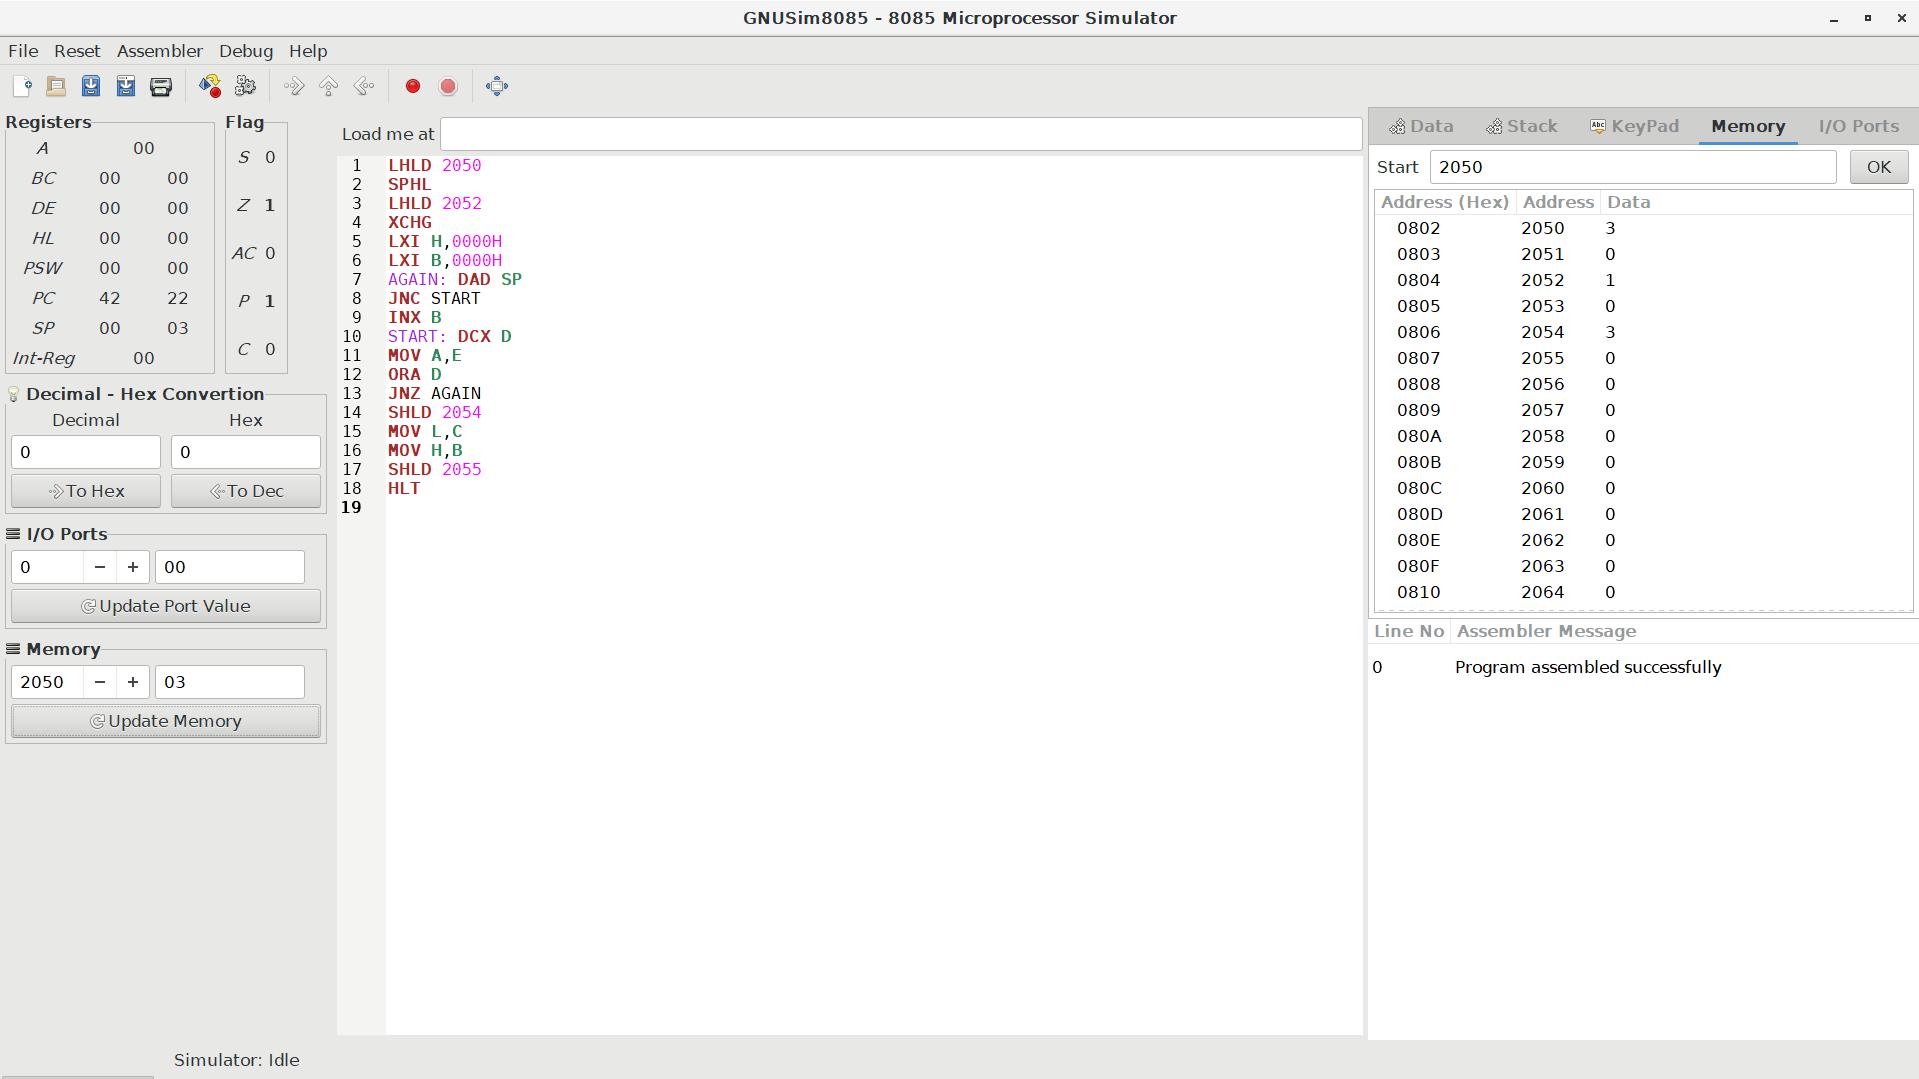 GNUSim8085 - 8085 Microprocessor Simulator
File Reset Assembler Debug Help
Registers
A 00
BC 00 00
DE 00 00
HL 00 00
PSW 00 00
PC 42 22
SP 00 03
Int-Reg 00
Flag
S 0
Z 1
AC 0
P 1
C 0
Decimal - Hex Convertion
Decimal Hex
0 0
To Hex To Dec
I/O Ports
0 − + 00
Update Port Value
Memory
2050 − + 03
Update Memory
Load me at
1 LHLD 2050
2 SPHL
3 LHLD 2052
4 XCHG
5 LXI H,0000H
6 LXI B,0000H
7 AGAIN: DAD SP
8 JNC START
9 INX B
10 START: DCX D
11 MOV A,E
12 ORA D
13 JNZ AGAIN
14 SHLD 2054
15 MOV L,C
16 MOV H,B
17 SHLD 2055
18 HLT
19
Data Stack Abc KeyPad Memory I/O Ports
Start 2050 OK
Address (Hex) Address Data
0802 2050 3
0803 2051 0
0804 2052 1
0805 2053 0
0806 2054 3
0807 2055 0
0808 2056 0
0809 2057 0
080A 2058 0
080B 2059 0
080C 2060 0
080D 2061 0
080E 2062 0
080F 2063 0
0810 2064 0
Line No Assembler Message
0 Program assembled successfully
Simulator: Idle